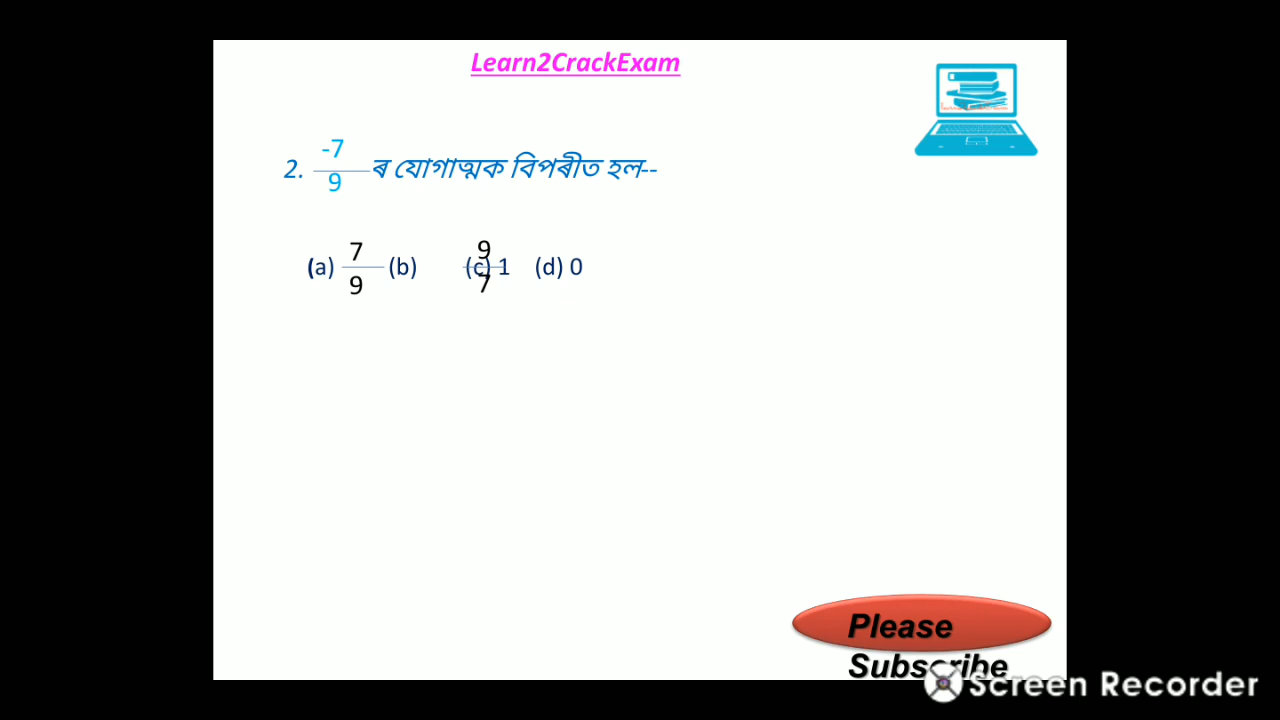 Learn2CrackExam
2. -7/9 ৰ যোগাত্মক বিপৰীত হল--
(a) 7/9 (b) 9/7 (c) 1 (d) 0
Please
Subscribe
Screen Recorder